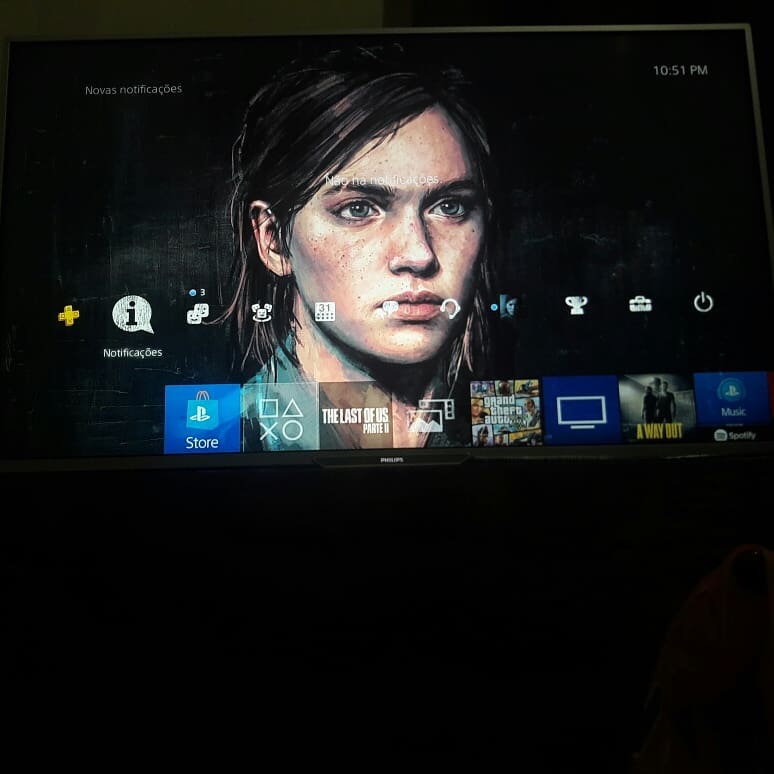 Novas notificações
10:51 PM
Não há notificações.
3
31
Notificações
Store
THE LAST OF US
PARTE II
grand
theft
auto
A WAY OUT
Music
Spotify
PHILIPS